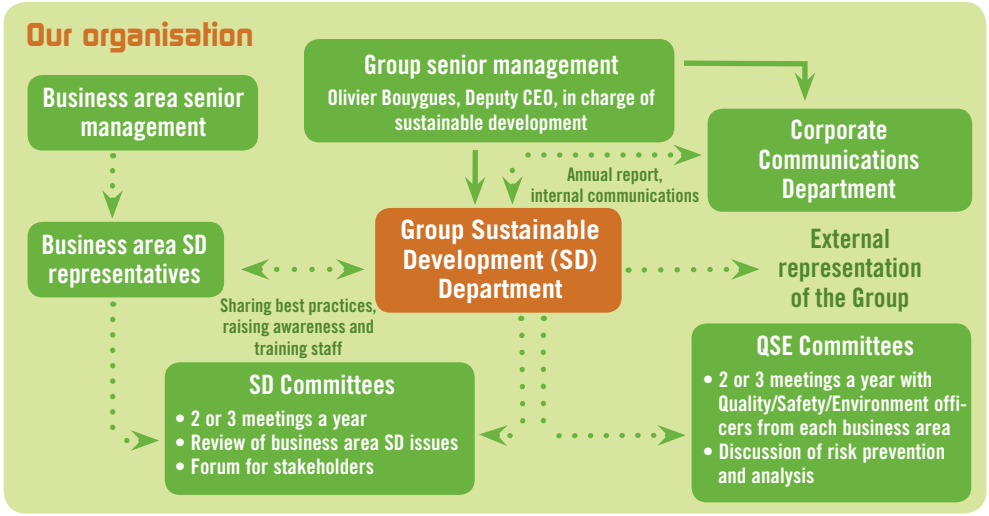 Our organisation
Business area senior
management
Group senior management
Olivier Bouygues, Deputy CEO, in charge of
sustainable development
Corporate
Communications
Department
Annual report,
internal communications
Business area SD
representatives
Group Sustainable
Development (SD)
Department
External
representation
of the Group
Sharing best practices,
raising awareness and
training staff
SD Committees
• 2 or 3 meetings a year
• Review of business area SD issues
• Forum for stakeholders
QSE Committees
• 2 or 3 meetings a year with
Quality/Safety/Environment offi-
cers from each business area
• Discussion of risk prevention
and analysis